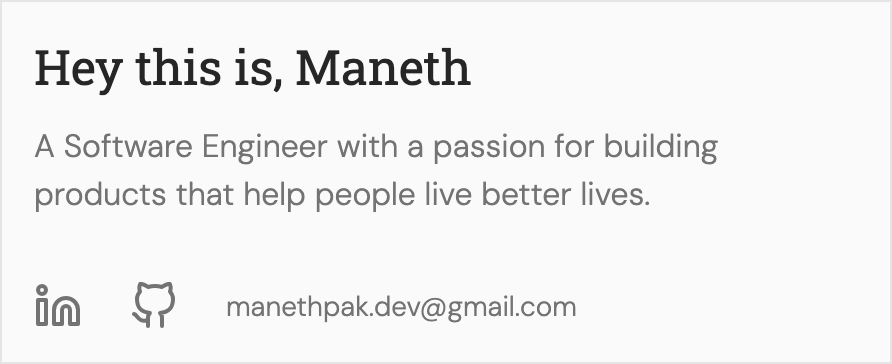 Hey this is, Maneth
A Software Engineer with a passion for building
products that help people live better lives.
manethpak.dev@gmail.com